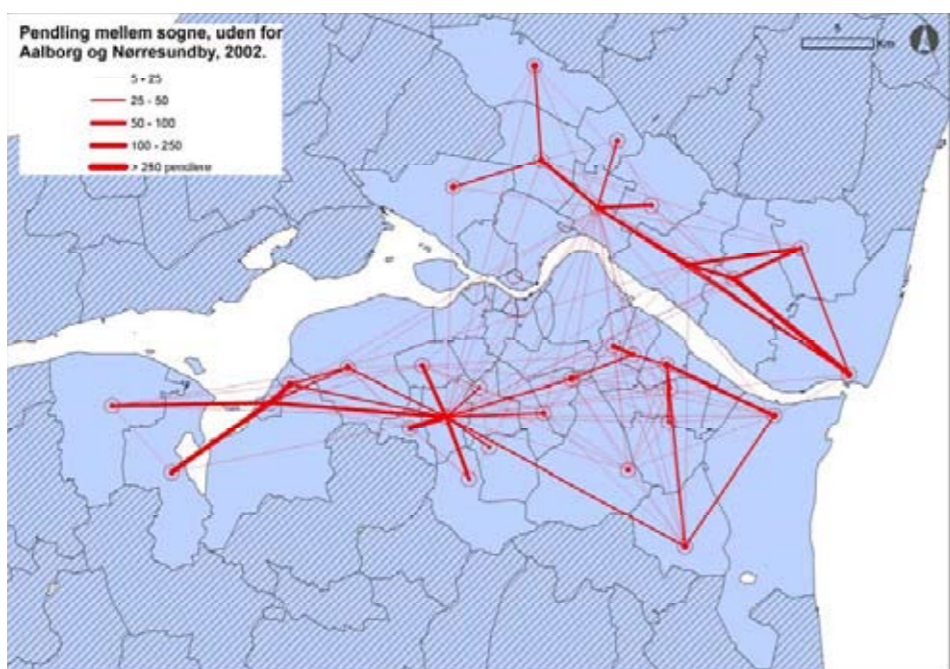 Pendling mellem sogne, uden for
Aalborg og Nørresundby, 2002.
5 - 25
25 - 50
50 - 100
100 - 250
> 250 pendlere
5
Km